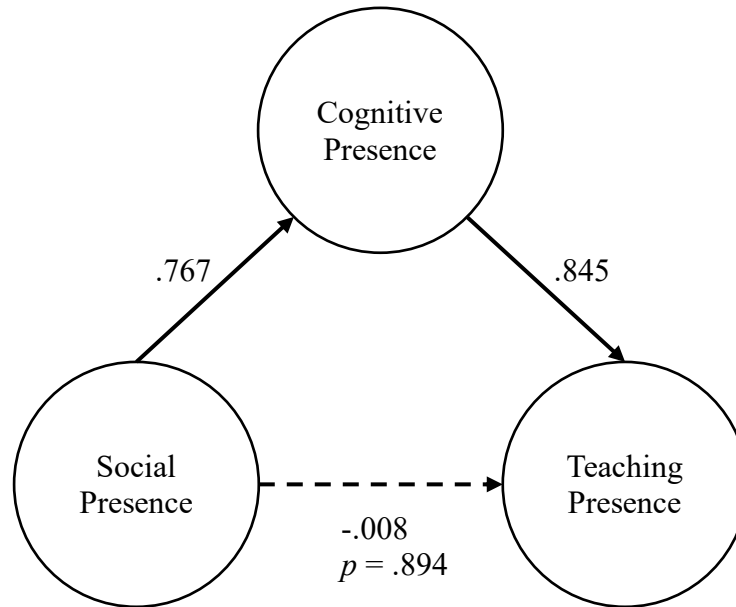 Cognitive
Presence
.767
.845
Social
Presence
Teaching
Presence
-.008
p = .894